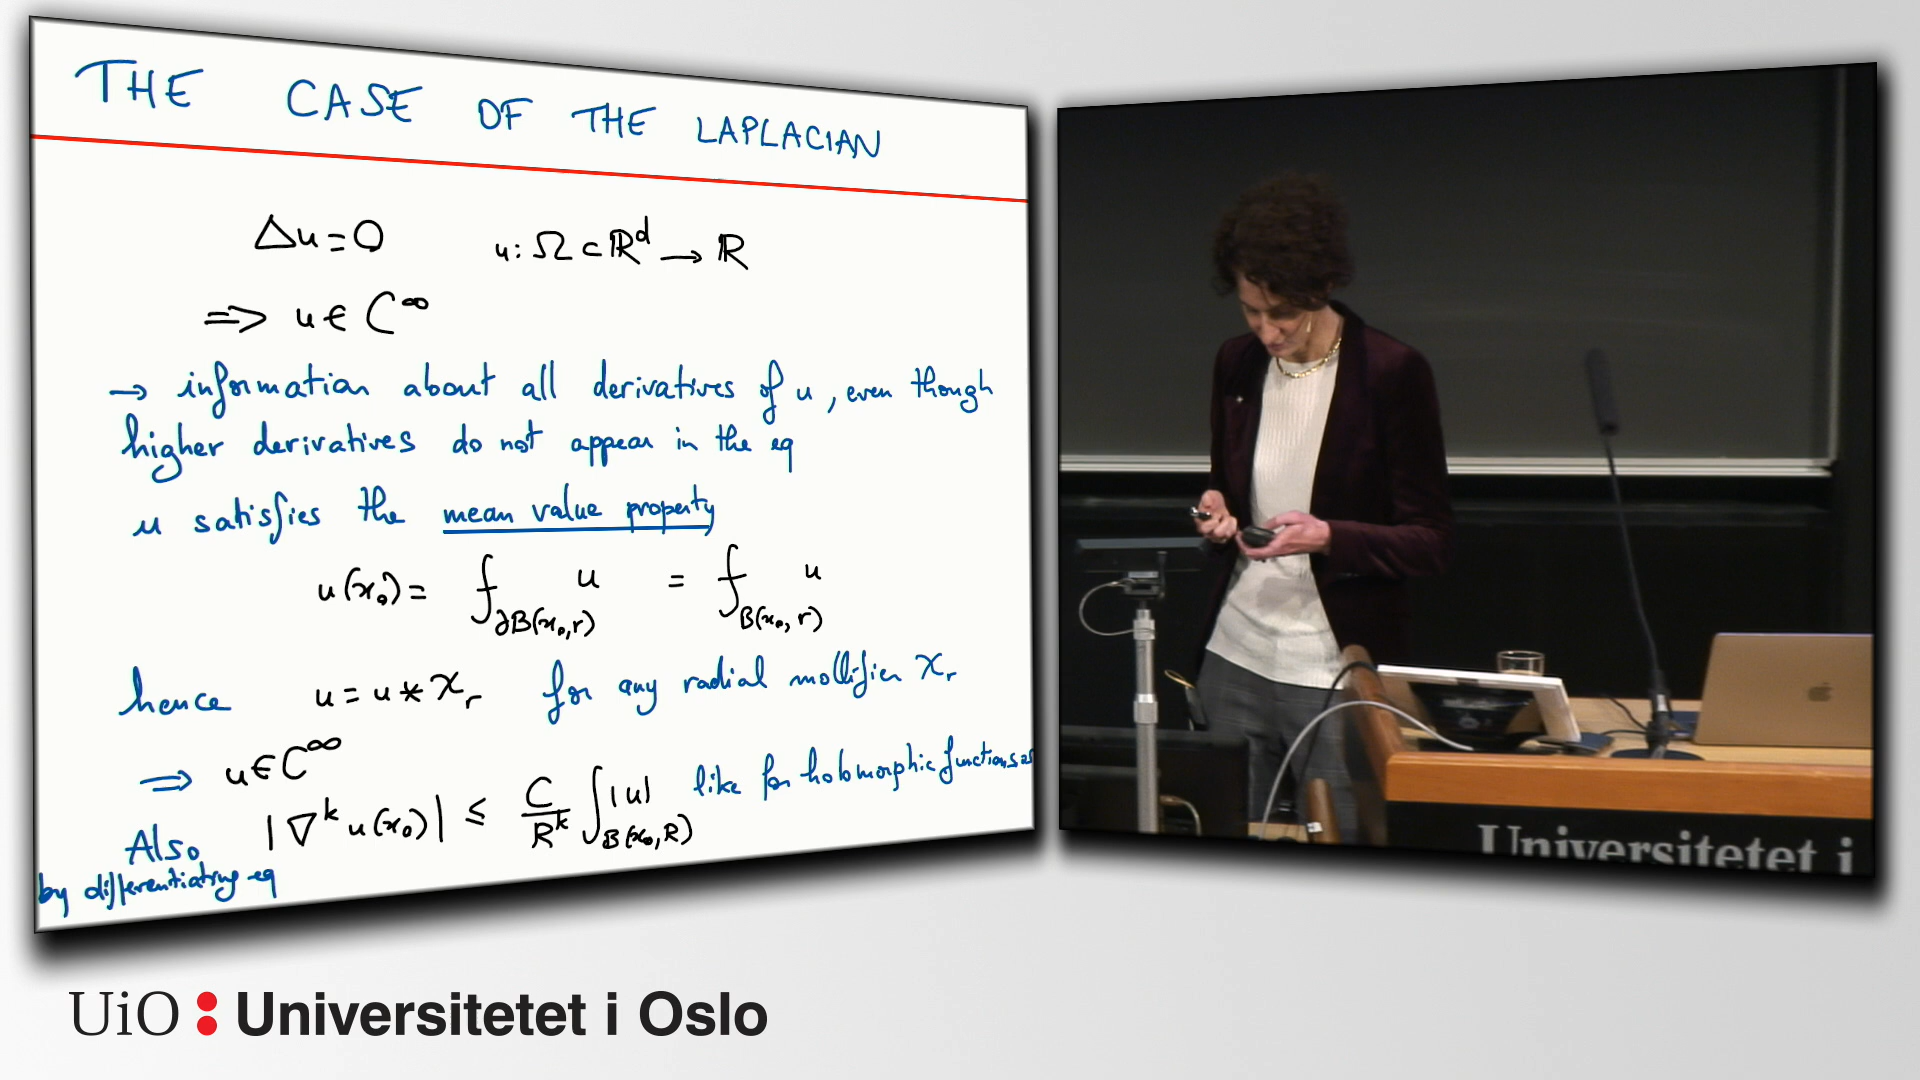 THE CASE OF THE LAPLACIAN
Δu=0 u: Ω ⊂ ℝᵈ → ℝ
⇒ u ∈ C^∞
→ information about all derivatives of u, even though
higher derivatives do not appear in the eq
u satisfies the mean value property
u(x₀) = ⨍_{∂B(x₀,r)} u = ⨍_{B(x₀,r)} u
hence u = u * χ_r for any radial mollifier χ_r
⇒ u ∈ C^∞
Also |∇^k u(x₀)| ≤ C/R^k ∫_{B(x₀,R)} |u| like for holomorphic functions
by differentiating eq
Universitetet i
UiO : Universitetet i Oslo